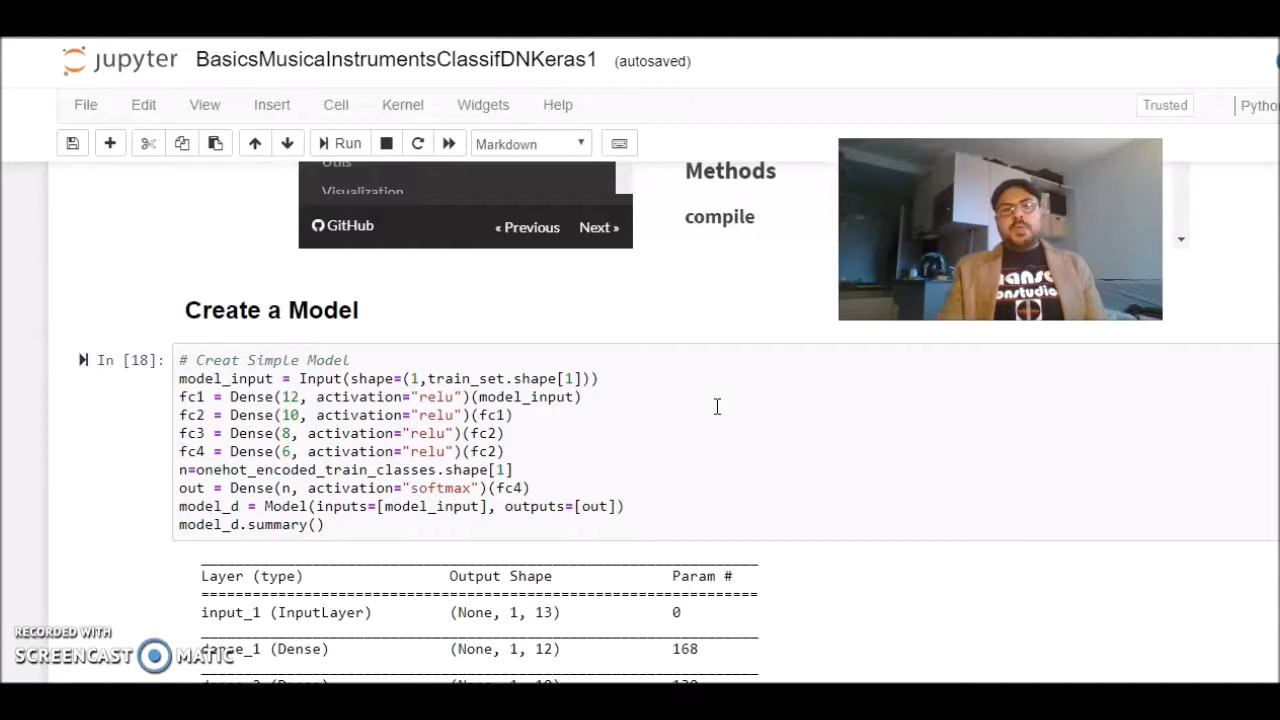 jupyter BasicsMusicaInstrumentsClassifDNKeras1 (autosaved)
File Edit View Insert Cell Kernel Widgets Help
Trusted
Run Markdown
Utils
Visualization
GitHub « Previous Next »
Methods
compile
Create a Model
In [18]:
# Creat Simple Model
model_input = Input(shape=(1,train_set.shape[1]))
fc1 = Dense(12, activation="relu")(model_input)
fc2 = Dense(10, activation="relu")(fc1)
fc3 = Dense(8, activation="relu")(fc2)
fc4 = Dense(6, activation="relu")(fc2)
n=onehot_encoded_train_classes.shape[1]
out = Dense(n, activation="softmax")(fc4)
model_d = Model(inputs=[model_input], outputs=[out])
model_d.summary()
Layer (type) Output Shape Param #
input_1 (InputLayer) (None, 1, 13) 0
dense_1 (Dense) (None, 1, 12) 168
RECORDED WITH
SCREENCAST MATIC